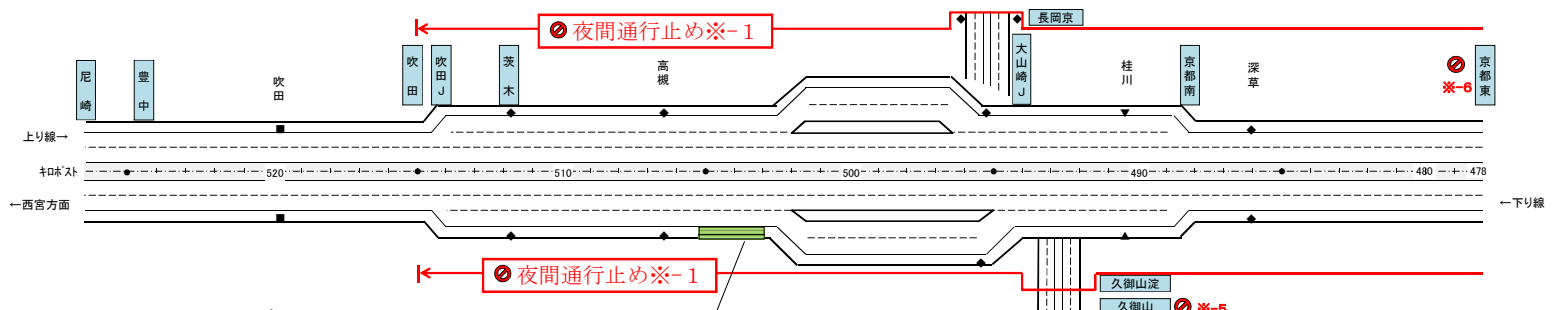 夜間通行止め※-1
長岡京
尼崎
豊中
吹田
吹田
吹田J
茨木
高槻
大山崎J
桂川
京都南
深草
※-6
京都東
上り線→
ｷﾛﾎﾟｽﾄ
520
510
500
490
480
478
←西宮方面
←下り線
夜間通行止め※-1
久御山淀
久御山
※-5